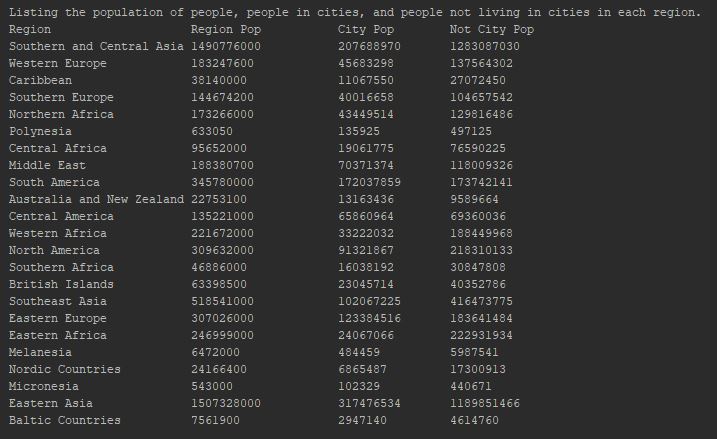 Listing the population of people, people in cities, and people not living in cities in each region.
Region Region Pop City Pop Not City Pop
Southern and Central Asia 1490776000 207688970 1283087030
Western Europe 183247600 45683298 137564302
Caribbean 38140000 11067550 27072450
Southern Europe 144674200 40016658 104657542
Northern Africa 173266000 43449514 129816486
Polynesia 633050 135925 497125
Central Africa 95652000 19061775 76590225
Middle East 188380700 70371374 118009326
South America 345780000 172037859 173742141
Australia and New Zealand 22753100 13163436 9589664
Central America 135221000 65860964 69360036
Western Africa 221672000 33222032 188449968
North America 309632000 91321867 218310133
Southern Africa 46886000 16038192 30847808
British Islands 63398500 23045714 40352786
Southeast Asia 518541000 102067225 416473775
Eastern Europe 307026000 123384516 183641484
Eastern Africa 246999000 24067066 222931934
Melanesia 6472000 484459 5987541
Nordic Countries 24166400 6865487 17300913
Micronesia 543000 102329 440671
Eastern Asia 1507328000 317476534 1189851466
Baltic Countries 7561900 2947140 4614760